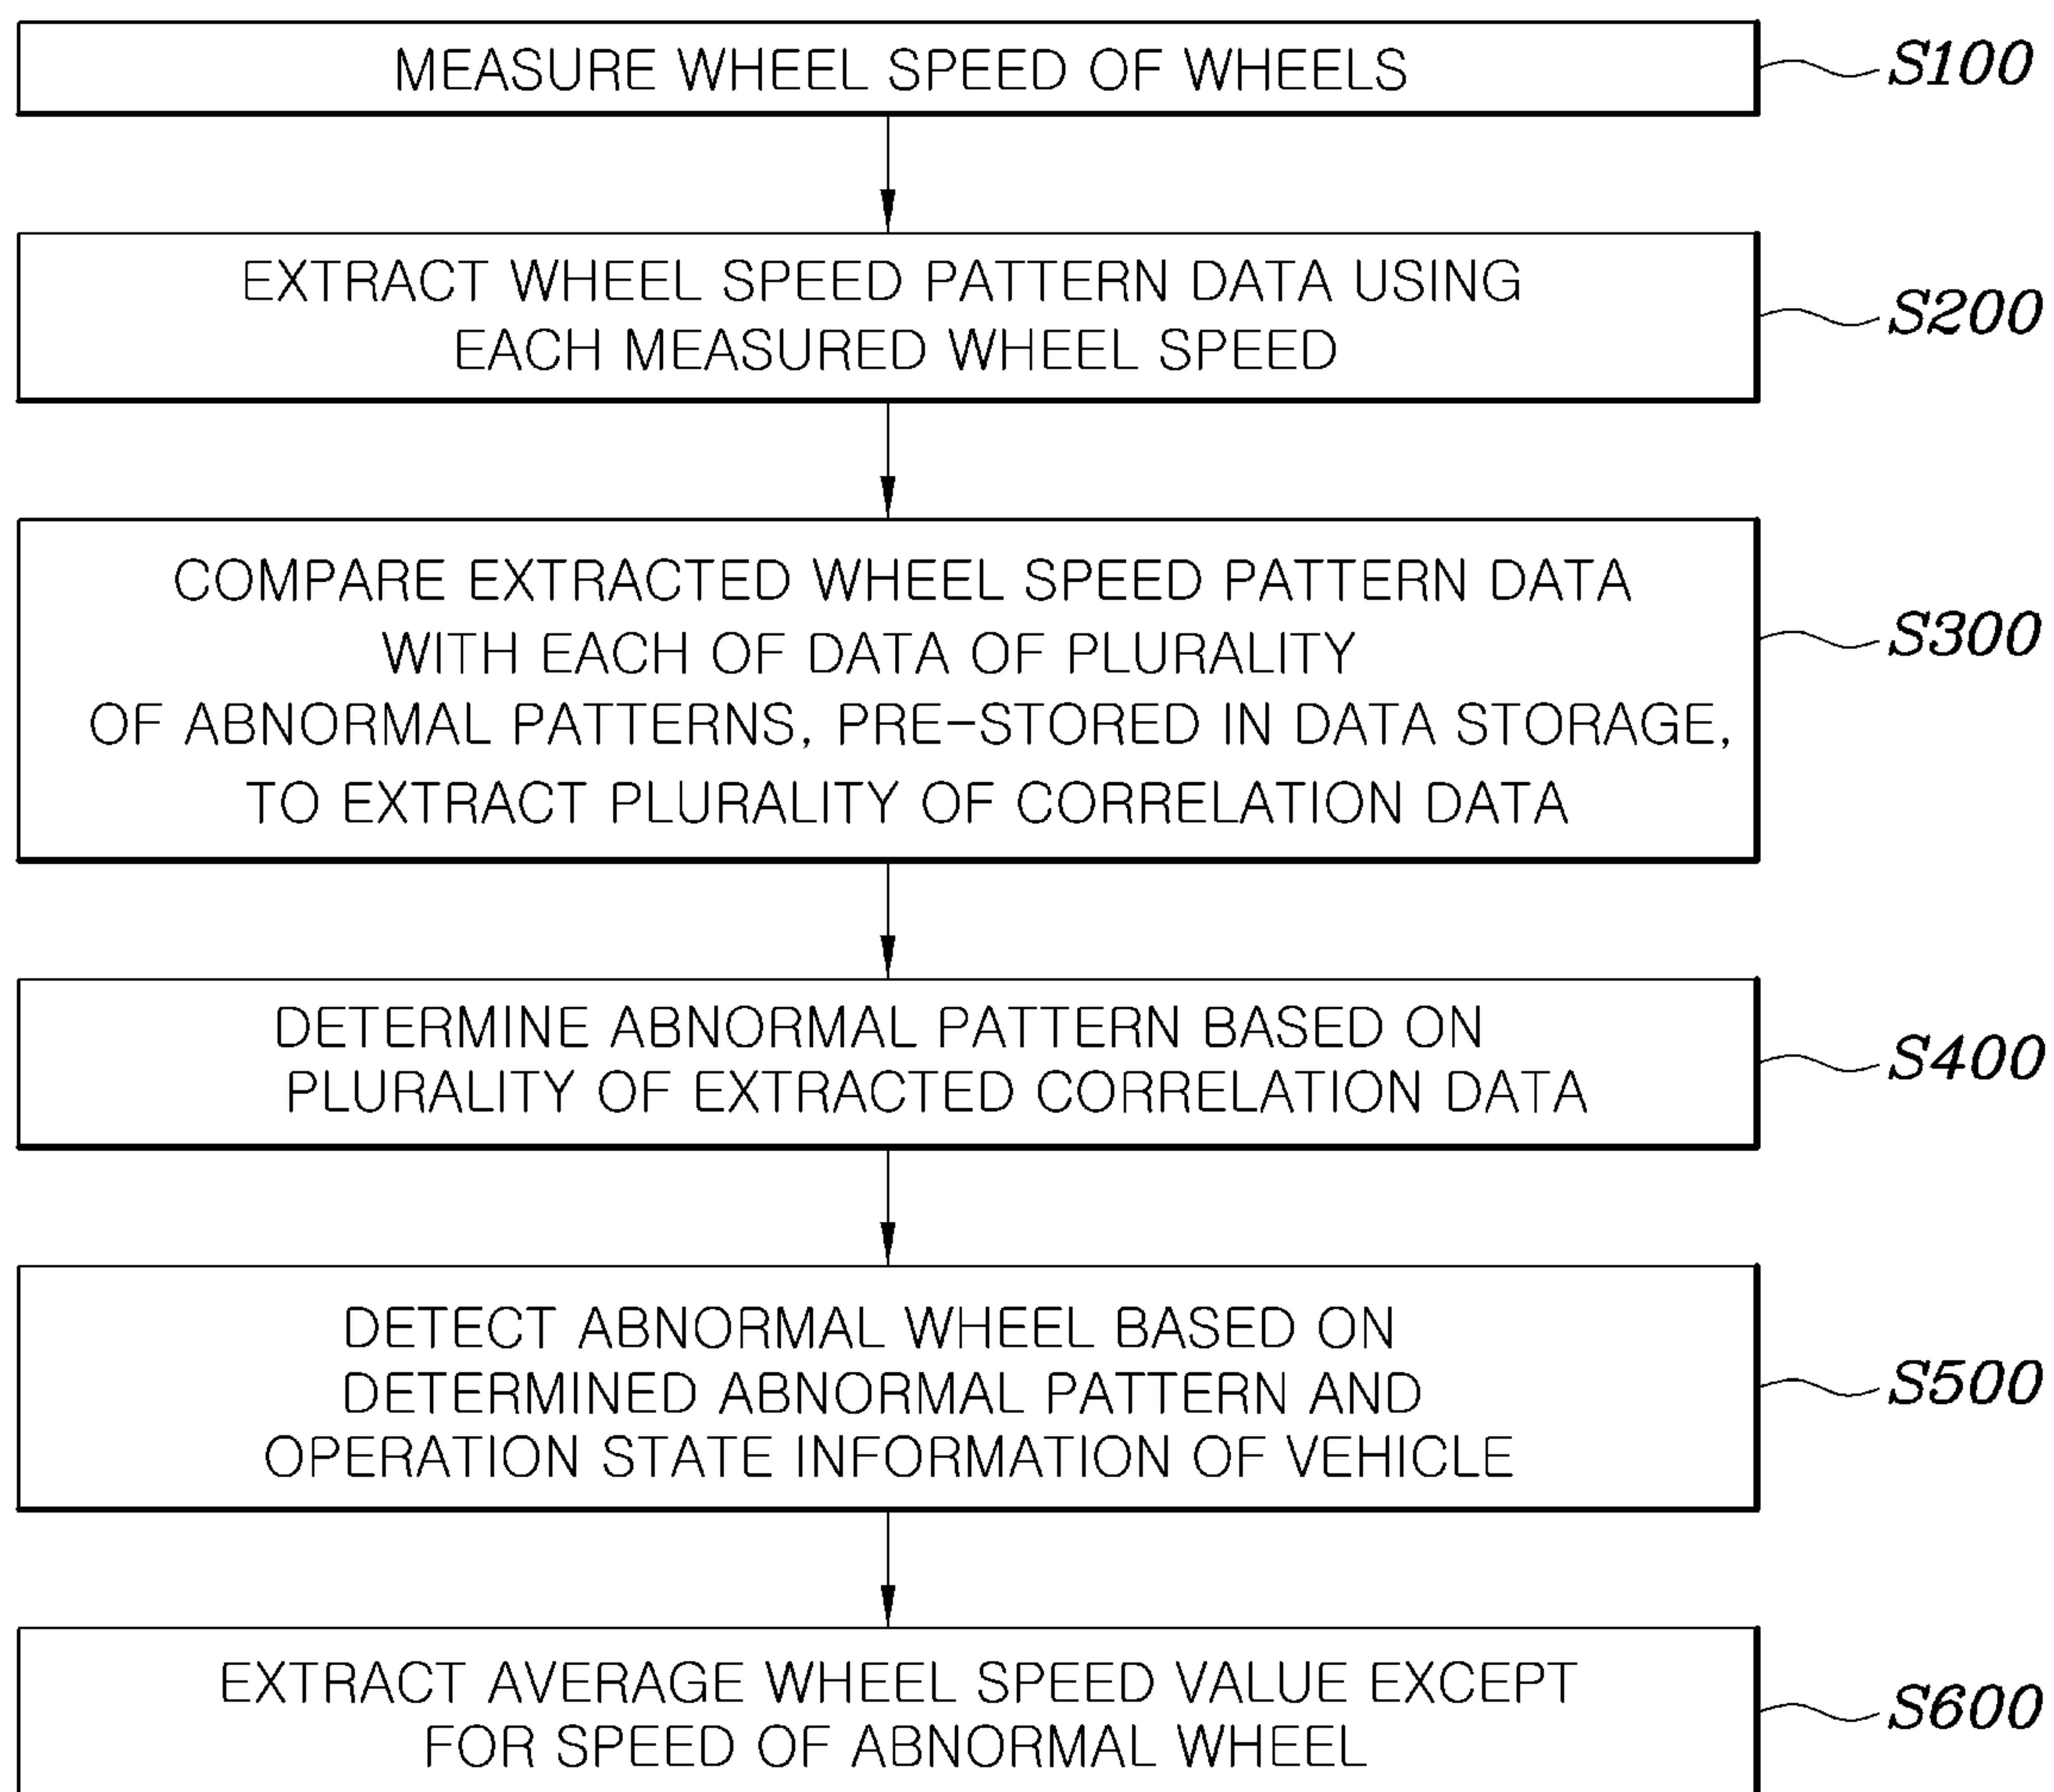 MEASURE WHEEL SPEED OF WHEELS
S100
EXTRACT WHEEL SPEED PATTERN DATA USING
EACH MEASURED WHEEL SPEED
S200
COMPARE EXTRACTED WHEEL SPEED PATTERN DATA
WITH EACH OF DATA OF PLURALITY
OF ABNORMAL PATTERNS, PRE-STORED IN DATA STORAGE,
TO EXTRACT PLURALITY OF CORRELATION DATA
S300
DETERMINE ABNORMAL PATTERN BASED ON
PLURALITY OF EXTRACTED CORRELATION DATA
S400
DETECT ABNORMAL WHEEL BASED ON
DETERMINED ABNORMAL PATTERN AND
OPERATION STATE INFORMATION OF VEHICLE
S500
EXTRACT AVERAGE WHEEL SPEED VALUE EXCEPT
FOR SPEED OF ABNORMAL WHEEL
S600